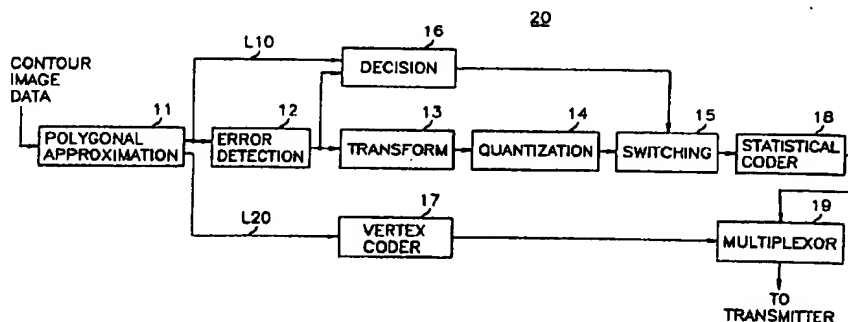 20
CONTOUR
IMAGE
DATA
L10
16
DECISION
11
POLYGONAL
APPROXIMATION
12
ERROR
DETECTION
13
TRANSFORM
14
QUANTIZATION
15
SWITCHING
18
STATISTICAL
CODER
L20
17
VERTEX
CODER
19
MULTIPLEXOR
TO
TRANSMITTER